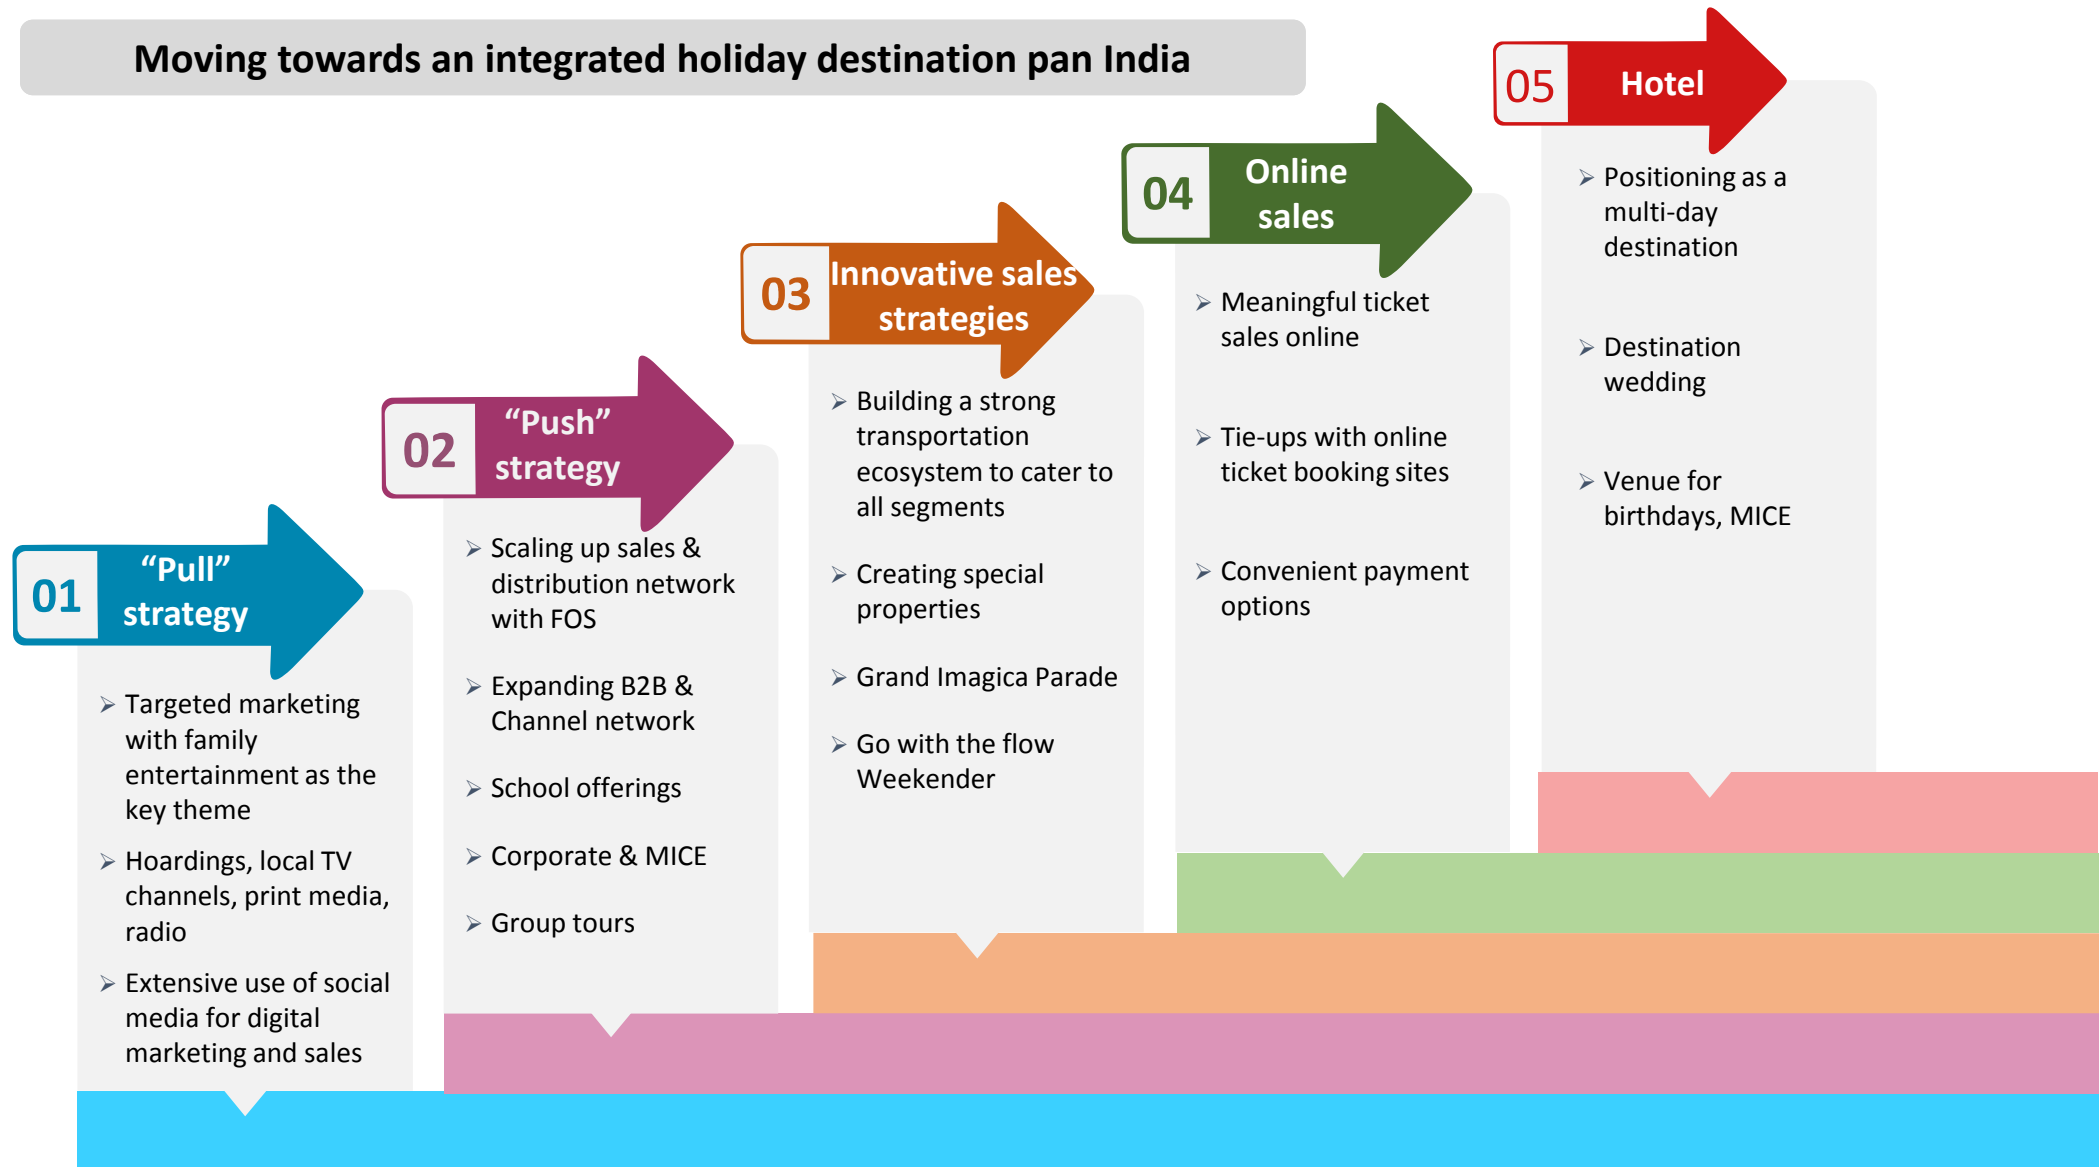 Moving towards an integrated holiday destination pan India
01
“Pull”
strategy
➢ Targeted marketing
with family
entertainment as the
key theme
➢ Hoardings, local TV
channels, print media,
radio
➢ Extensive use of social
media for digital
marketing and sales
02
“Push”
strategy
➢ Scaling up sales &
distribution network
with FOS
➢ Expanding B2B &
Channel network
➢ School offerings
➢ Corporate & MICE
➢ Group tours
03
Innovative sales
strategies
➢ Building a strong
transportation
ecosystem to cater to
all segments
➢ Creating special
properties
➢ Grand Imagica Parade
➢ Go with the flow
Weekender
04
Online
sales
➢ Meaningful ticket
sales online
➢ Tie-ups with online
ticket booking sites
➢ Convenient payment
options
05
Hotel
➢ Positioning as a
multi-day
destination
➢ Destination
wedding
➢ Venue for
birthdays, MICE